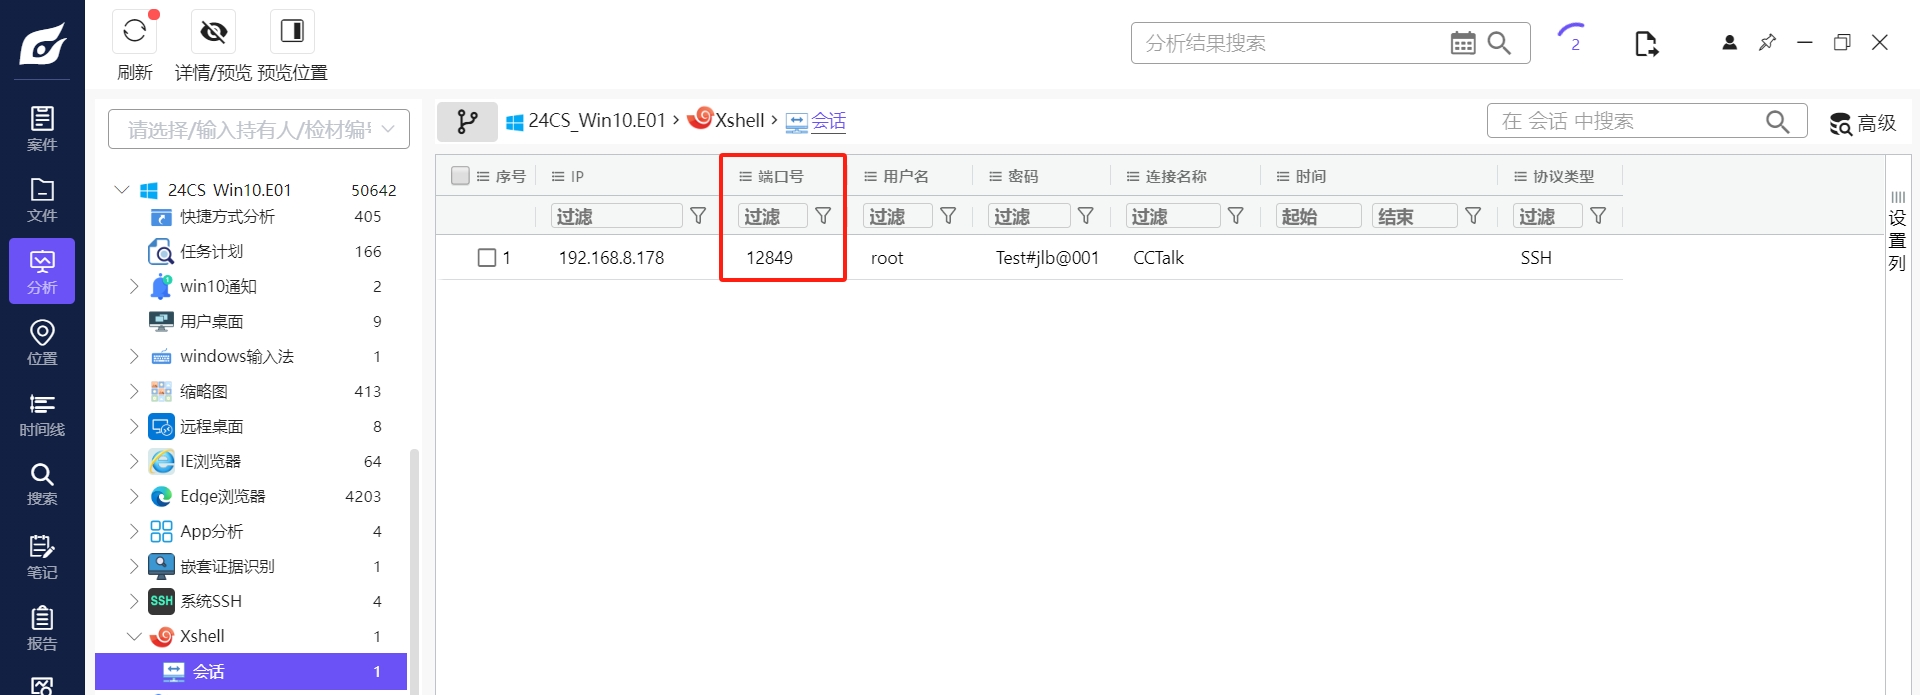 刷新
详情/预览
预览位置
分析结果搜索
2
案件
文件
分析
位置
时间线
搜索
笔记
报告
请选择/输入持有人/检材编号
24CS_Win10.E01 50642
快捷方式分析 405
任务计划 166
win10通知 2
用户桌面 9
windows输入法 1
缩略图 413
远程桌面 8
IE浏览器 64
Edge浏览器 4203
App分析 4
嵌套证据识别 1
SSH 系统SSH 4
Xshell 1
会话 1
24CS_Win10.E01 › Xshell › 会话
在 会话 中搜索
高级
序号 IP 端口号 用户名 密码 连接名称 时间 协议类型
过滤 过滤 过滤 过滤 过滤 起始 结束 过滤
1 192.168.8.178 12849 root Test#jlb@001 CCTalk SSH
设置列